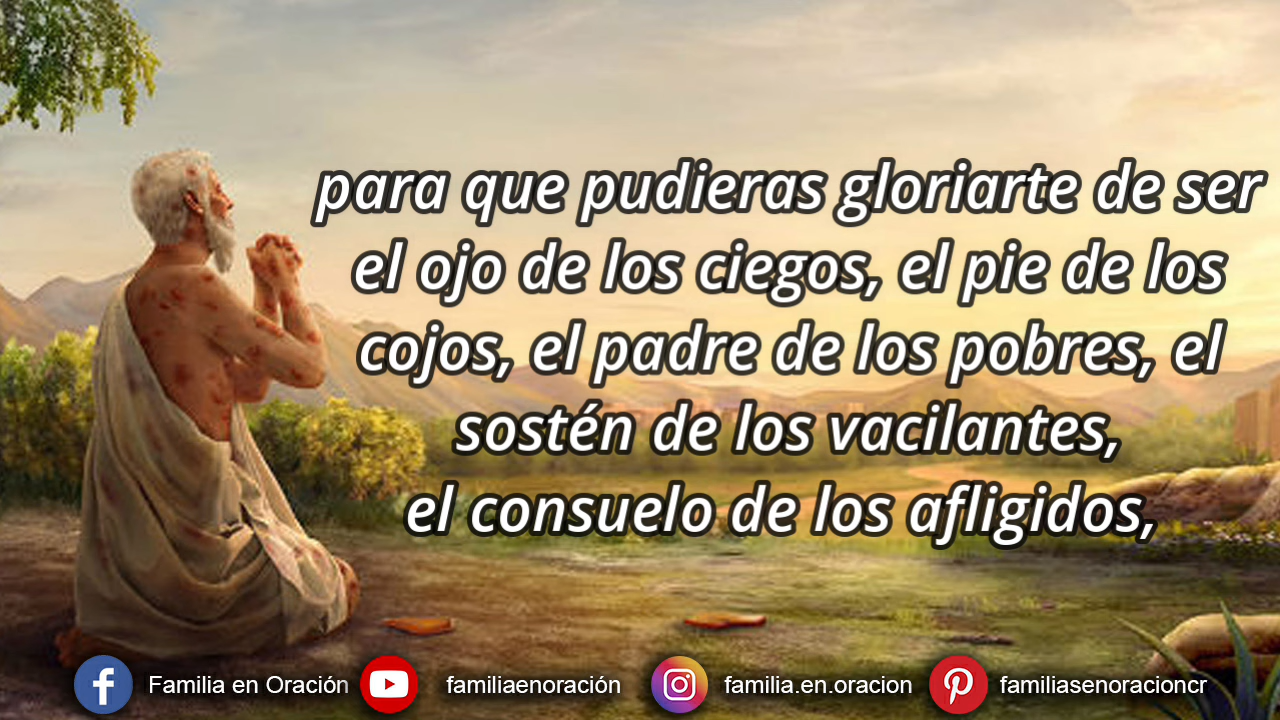 para que pudieras gloriarte de ser
el ojo de los ciegos, el pie de los
cojos, el padre de los pobres, el
sostén de los vacilantes,
el consuelo de los afligidos,
Familia en Oración
familiaenoración
familia.en.oracion
familiasenoracioncr